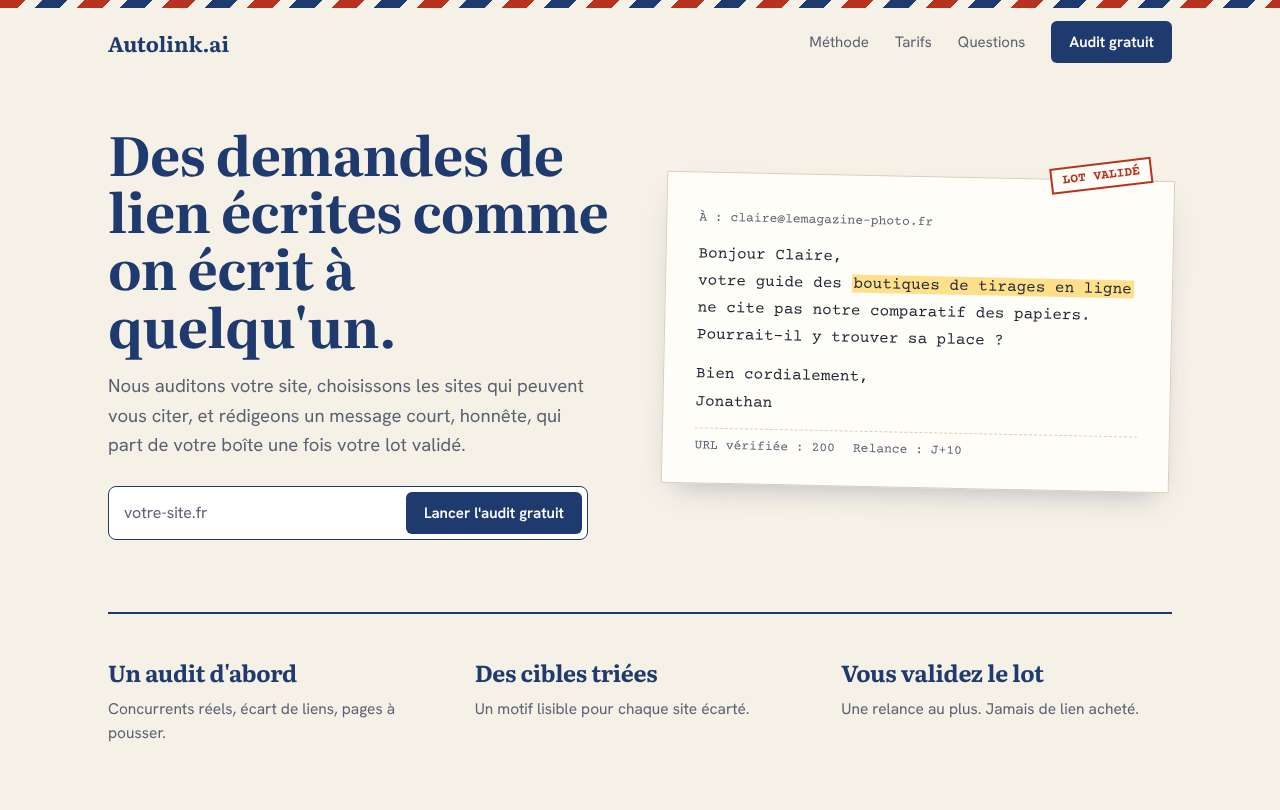 Autolink.ai
Méthode
Tarifs
Questions
Audit gratuit
Des demandes de
lien écrites comme
on écrit à
quelqu'un.
Nous auditons votre site, choisissons les sites qui peuvent
vous citer, et rédigeons un message court, honnête, qui
part de votre boîte une fois votre lot validé.
votre-site.fr
Lancer l'audit gratuit
LOT VALIDÉ
À : claire@lemagazine-photo.fr
Bonjour Claire,
votre guide des boutiques de tirages en ligne
ne cite pas notre comparatif des papiers.
Pourrait-il y trouver sa place ?
Bien cordialement,
Jonathan
URL vérifiée : 200 Relance : J+10
Un audit d'abord
Concurrents réels, écart de liens, pages à
pousser.
Des cibles triées
Un motif lisible pour chaque site écarté.
Vous validez le lot
Une relance au plus. Jamais de lien acheté.